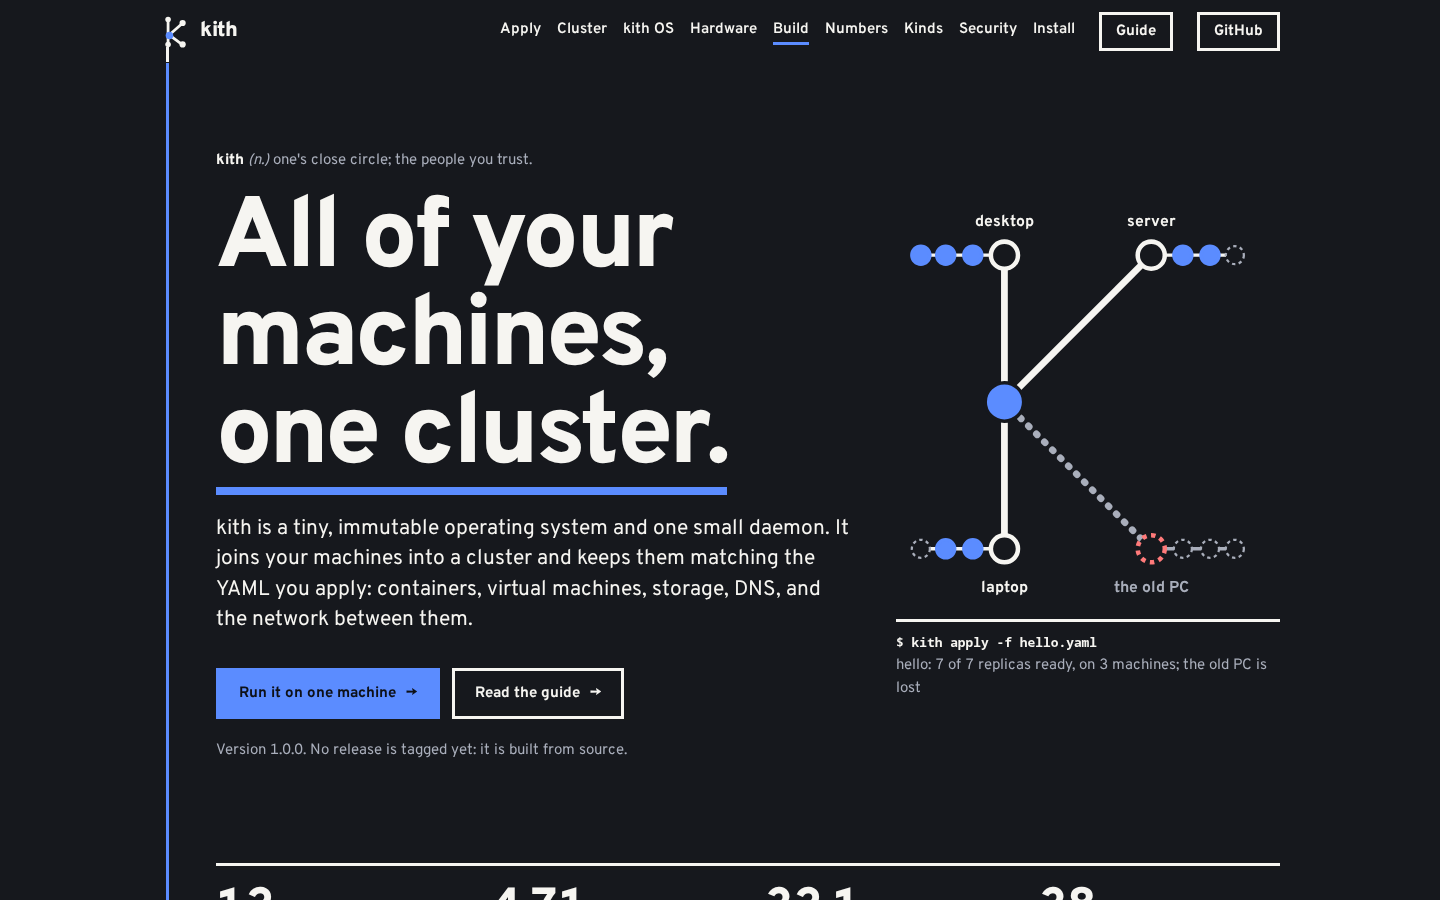 kith
Apply Cluster kith OS Hardware Build Numbers Kinds Security Install Guide GitHub
kith (n.) one's close circle; the people you trust.
All of your
machines,
one cluster.
kith is a tiny, immutable operating system and one small daemon. It
joins your machines into a cluster and keeps them matching the
YAML you apply: containers, virtual machines, storage, DNS, and
the network between them.
Run it on one machine →
Read the guide →
Version 1.0.0. No release is tagged yet: it is built from source.
desktop
server
laptop
the old PC
$ kith apply -f hello.yaml
hello: 7 of 7 replicas ready, on 3 machines; the old PC is
lost